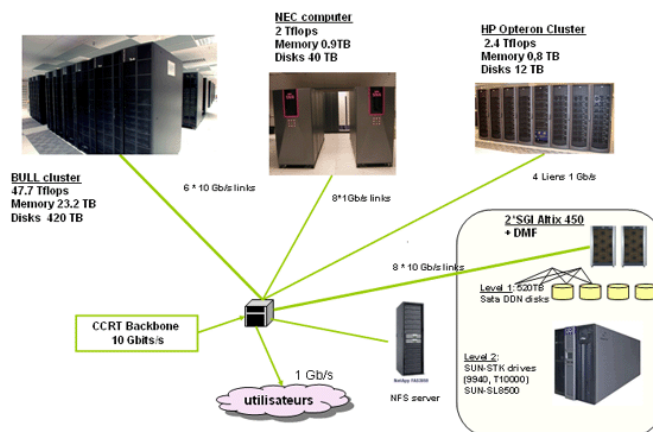 NEC computer
2 Tflops
Memory 0.9TB
Disks 40 TB
HP Opteron Cluster
2.4 Tflops
Memory 0,8 TB
Disks 12 TB
BULL cluster
47.7 Tflops
Memory 23.2 TB
Disks 420 TB
6 * 10 Gb/s links
8*1Gb/s links
4 Liens 1 Gb/s
2*SGI Altix 450
+ DMF
8 * 10 Gb/s links
Level 1: 520TB
Sata DDN disks
CCRT Backbone
10 Gbits/s
Level 2:
SUN-STK drives
(9940, T10000)
SUN-SL8500
1 Gb/s
utilisateurs
NFS server